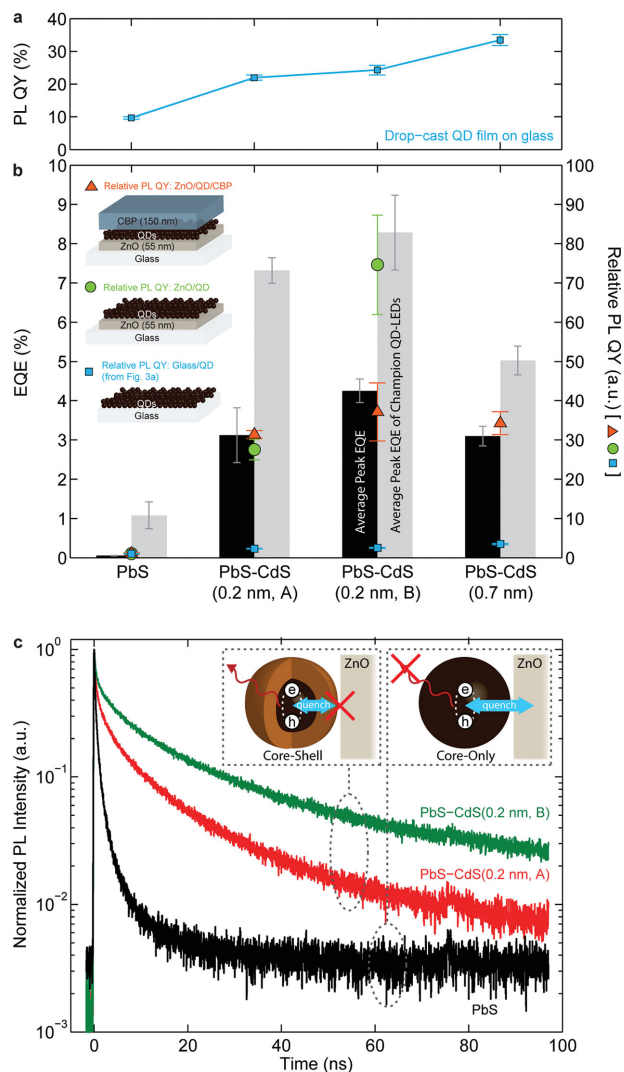 a
40
30
20
10
0
PL QY (%)
Drop-cast QD film on glass
b
10
9
8
7
6
5
4
3
2
1
0
EQE (%)
Relative PL QY: ZnO/QD/CBP
CBP (150 nm)
QDs
ZnO (55 nm)
Glass
Relative PL QY: ZnO/QD
QDs
ZnO (55 nm)
Glass
Relative PL QY: Glass/QD
(from Fig. 3a)
QDs
Glass
Average Peak EQE
Average Peak EQE of Champion QD-LEDs
100
90
80
70
60
50
40
30
20
10
0
Relative PL QY (a.u.) [ ]
PbS
PbS-CdS
(0.2 nm, A)
PbS-CdS
(0.2 nm, B)
PbS-CdS
(0.7 nm)
c
10⁰
10⁻¹
10⁻²
10⁻³
Normalized PL Intensity (a.u.)
ZnO
e
quench
h
Core-Shell
ZnO
e
quench
h
Core-Only
PbS−CdS(0.2 nm, B)
PbS−CdS(0.2 nm, A)
PbS
0
20
40
60
80
100
Time (ns)